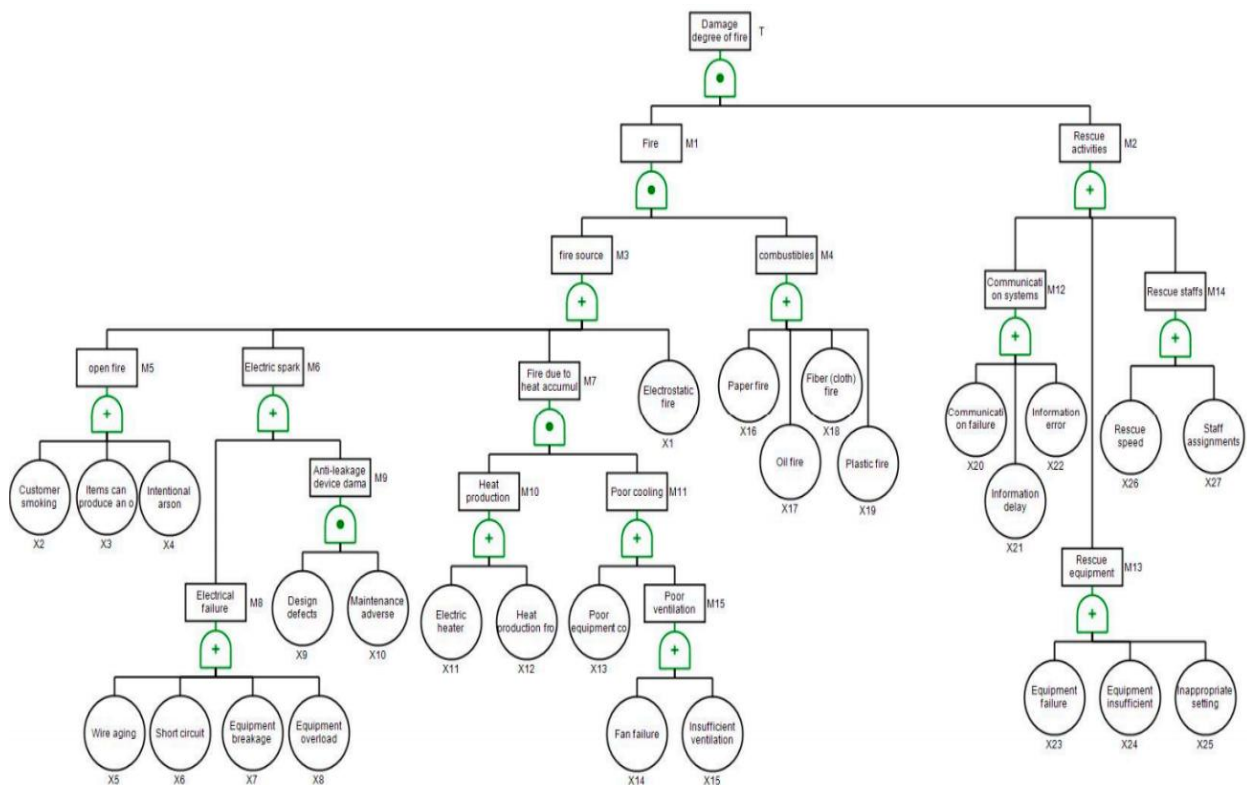 Damage
degree of fire
T
Fire
M1
Rescue
activities
M2
fire source
M3
combustibles
M4
Communicati
on systems
M12
Rescue staffs
M14
open fire
M5
Electric spark
M6
Fire due to
heat accumul
M7
Electrostatic
fire
X1
Paper fire
X16
Oil fire
X17
Fiber (cloth)
fire
X18
Plastic fire
X19
Communicati
on failure
X20
Information
delay
X21
Information
error
X22
Rescue
speed
X26
Staff
assignments
X27
Customer
smoking
X2
Items can
produce an o
X3
Intentional
arson
X4
Anti-leakage
device dama
M9
Heat
production
M10
Poor cooling
M11
Rescue
equipment
M13
Electrical
failure
M8
Design
defects
X9
Maintenance
adverse
X10
Electric
heater
X11
Heat
production fro
X12
Poor
equipment co
X13
Poor
ventilation
M15
Wire aging
X5
Short circuit
X6
Equipment
breakage
X7
Equipment
overload
X8
Fan failure
X14
Insufficient
ventilation
X15
Equipment
failure
X23
Equipment
insufficient
X24
Inappropriate
setting
X25